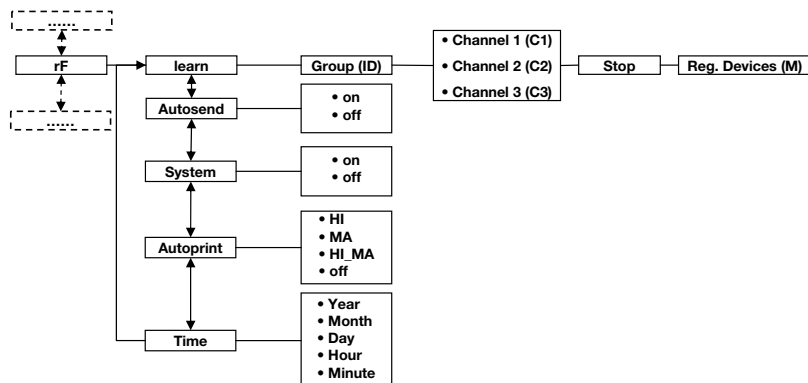 ......
rF
......
learn
Group (ID)
• Channel 1 (C1)
• Channel 2 (C2)
• Channel 3 (C3)
Stop
Reg. Devices (M)
Autosend
• on
• off
System
• on
• off
Autoprint
• HI
• MA
• HI_MA
• off
Time
• Year
• Month
• Day
• Hour
• Minute